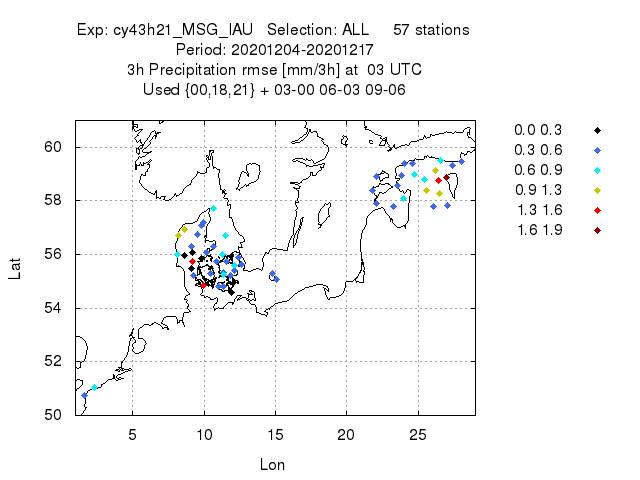 Exp: cy43h21_MSG_IAU Selection: ALL 57 stations
Period: 20201204-20201217
3h Precipitation rmse [mm/3h] at 03 UTC
Used {00,18,21} + 03-00 06-03 09-06
0.0 0.3
0.3 0.6
0.6 0.9
0.9 1.3
1.3 1.6
1.6 1.9
Lat
60
58
56
54
52
50
5 10 15 20 25
Lon